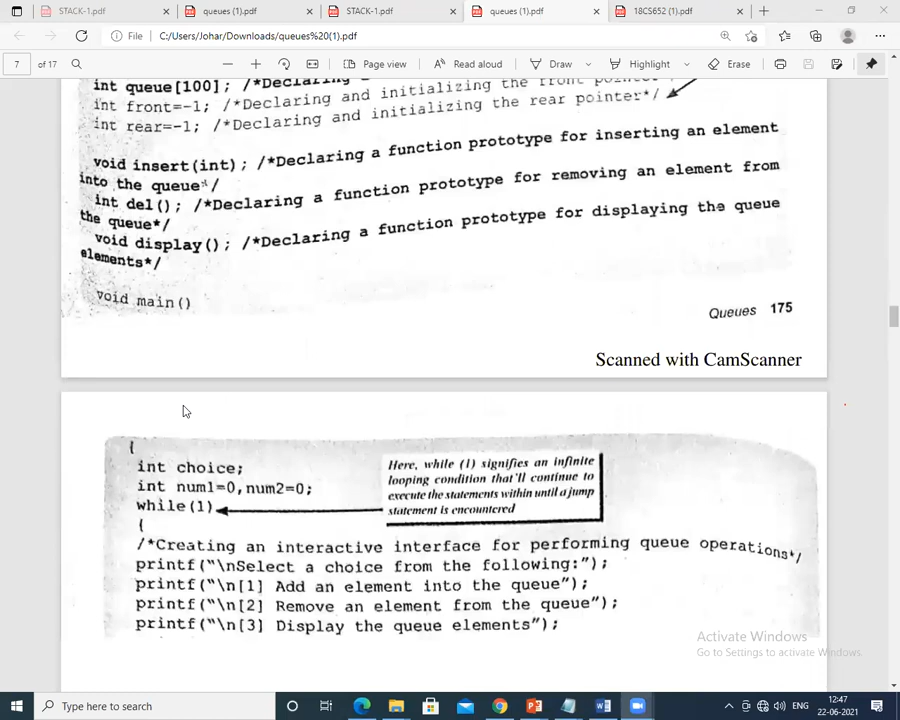 STACK-1.pdf
queues (1).pdf
STACK-1.pdf
queues (1).pdf
18CS652 (1).pdf
File
C:/Users/Johar/Downloads/queues%20(1).pdf
7 of 17
Page view
Read aloud
Draw
Highlight
Erase
int queue[100]; /*Declaring
int front=-1; /*Declaring and initializing the front pointer
int rear=-1; /*Declaring and initializing the rear pointer*/
void insert(int); /*Declaring a function prototype for inserting an element
into the queue*/
int del(); /*Declaring a function prototype for removing an element from
the queue*/
void display(); /*Declaring a function prototype for displaying the queue
elements*/
void main()
Queues 175
Scanned with CamScanner
{
int choice;
int num1=0,num2=0;
while(1)
{
Here, while (1) signifies an infinite
looping condition that'll continue to
execute the statements within until a jump
statement is encountered
/*Creating an interactive interface for performing queue operations*/
printf("\nSelect a choice from the following:");
printf("\n[1] Add an element into the queue");
printf("\n[2] Remove an element from the queue");
printf("\n[3] Display the queue elements");
Activate Windows
Go to Settings to activate Windows.
Type here to search
12:47
22-06-2021